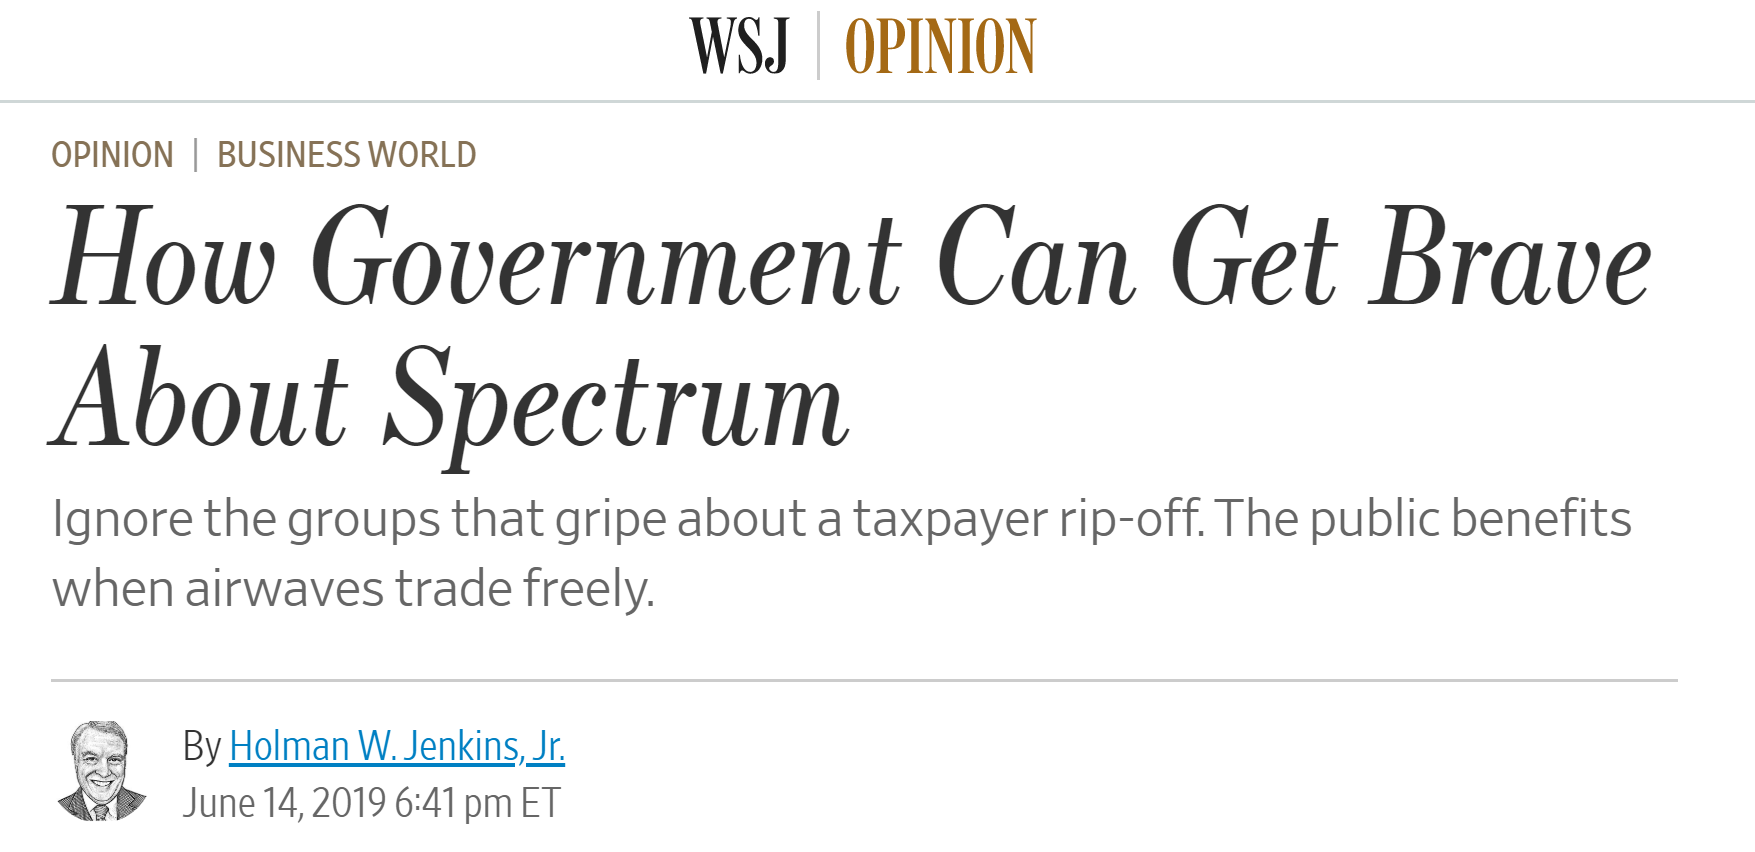 WSJ | OPINION
OPINION | BUSINESS WORLD
How Government Can Get Brave
About Spectrum
Ignore the groups that gripe about a taxpayer rip-off. The public benefits
when airwaves trade freely.
By Holman W. Jenkins, Jr.
June 14, 2019 6:41 pm ET